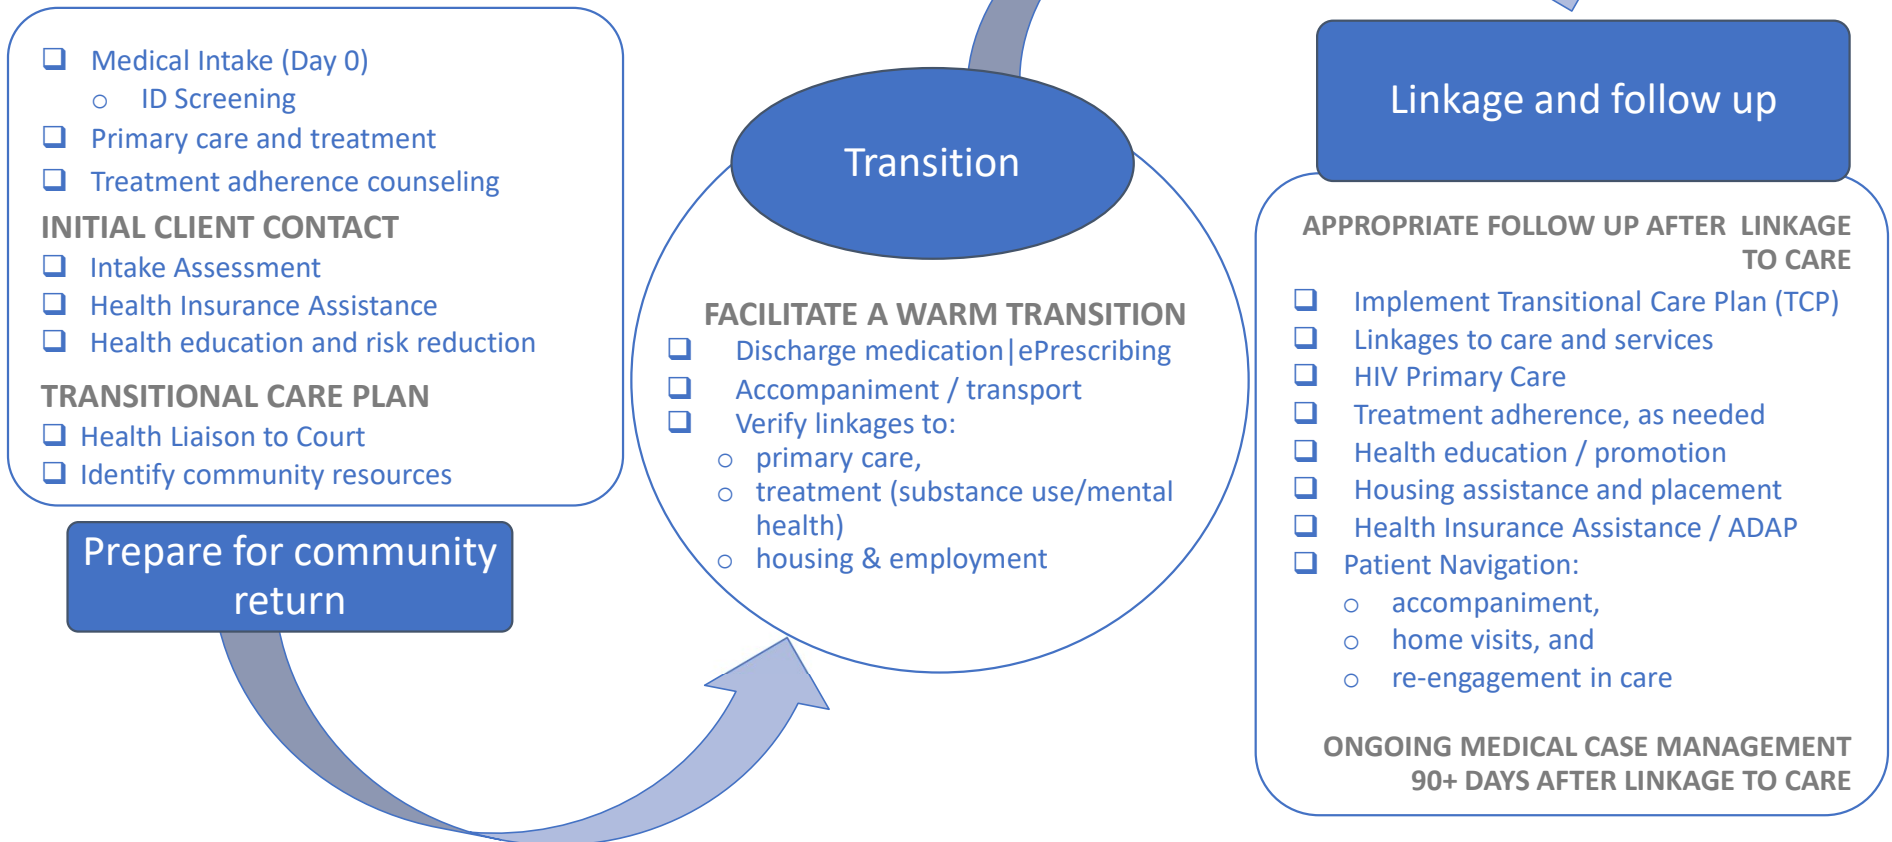 Medical Intake (Day 0)
ID Screening
Primary care and treatment
Treatment adherence counseling
INITIAL CLIENT CONTACT
Intake Assessment
Health Insurance Assistance
Health education and risk reduction
TRANSITIONAL CARE PLAN
Health Liaison to Court
Identify community resources
Prepare for community
return
Transition
FACILITATE A WARM TRANSITION
Discharge medication|ePrescribing
Accompaniment / transport
Verify linkages to:
primary care,
treatment (substance use/mental
health)
housing & employment
Linkage and follow up
APPROPRIATE FOLLOW UP AFTER LINKAGE
TO CARE
Implement Transitional Care Plan (TCP)
Linkages to care and services
HIV Primary Care
Treatment adherence, as needed
Health education / promotion
Housing assistance and placement
Health Insurance Assistance / ADAP
Patient Navigation:
accompaniment,
home visits, and
re-engagement in care
ONGOING MEDICAL CASE MANAGEMENT
90+ DAYS AFTER LINKAGE TO CARE